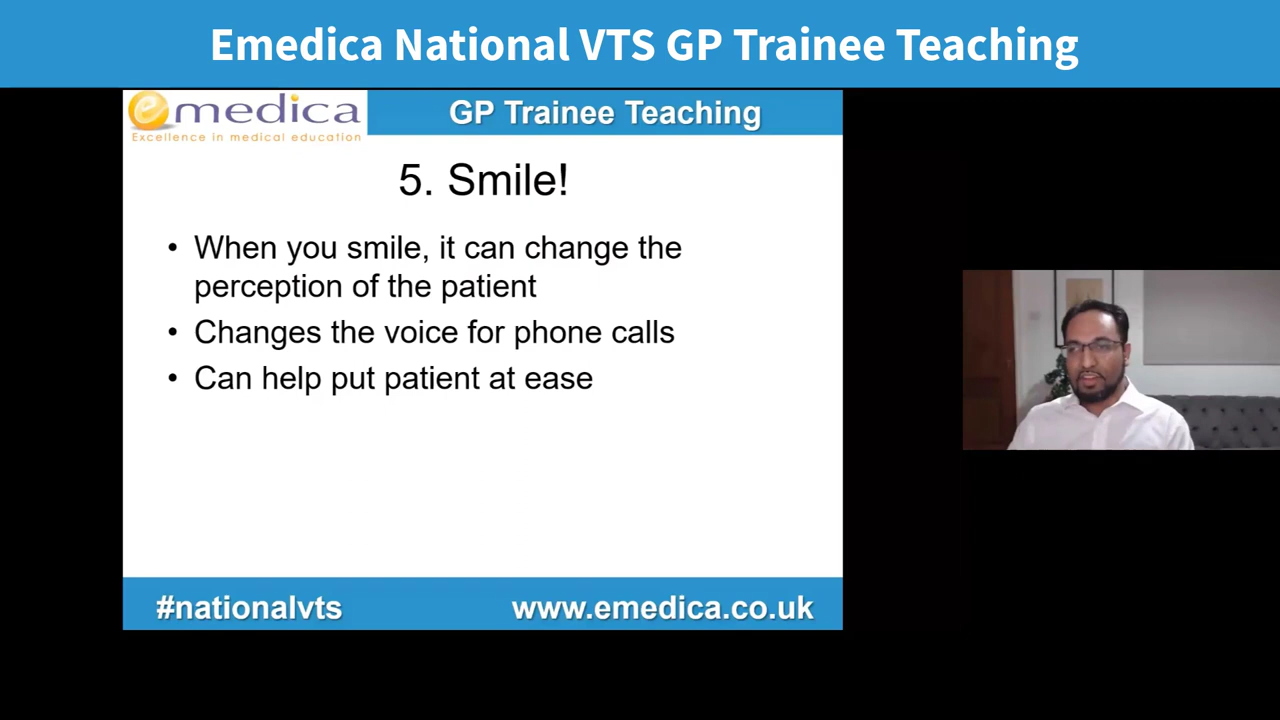 Emedica National VTS GP Trainee Teaching
emedica
Excellence in medical education
GP Trainee Teaching
5. Smile!
• When you smile, it can change the
perception of the patient
• Changes the voice for phone calls
• Can help put patient at ease
#nationalvts
www.emedica.co.uk